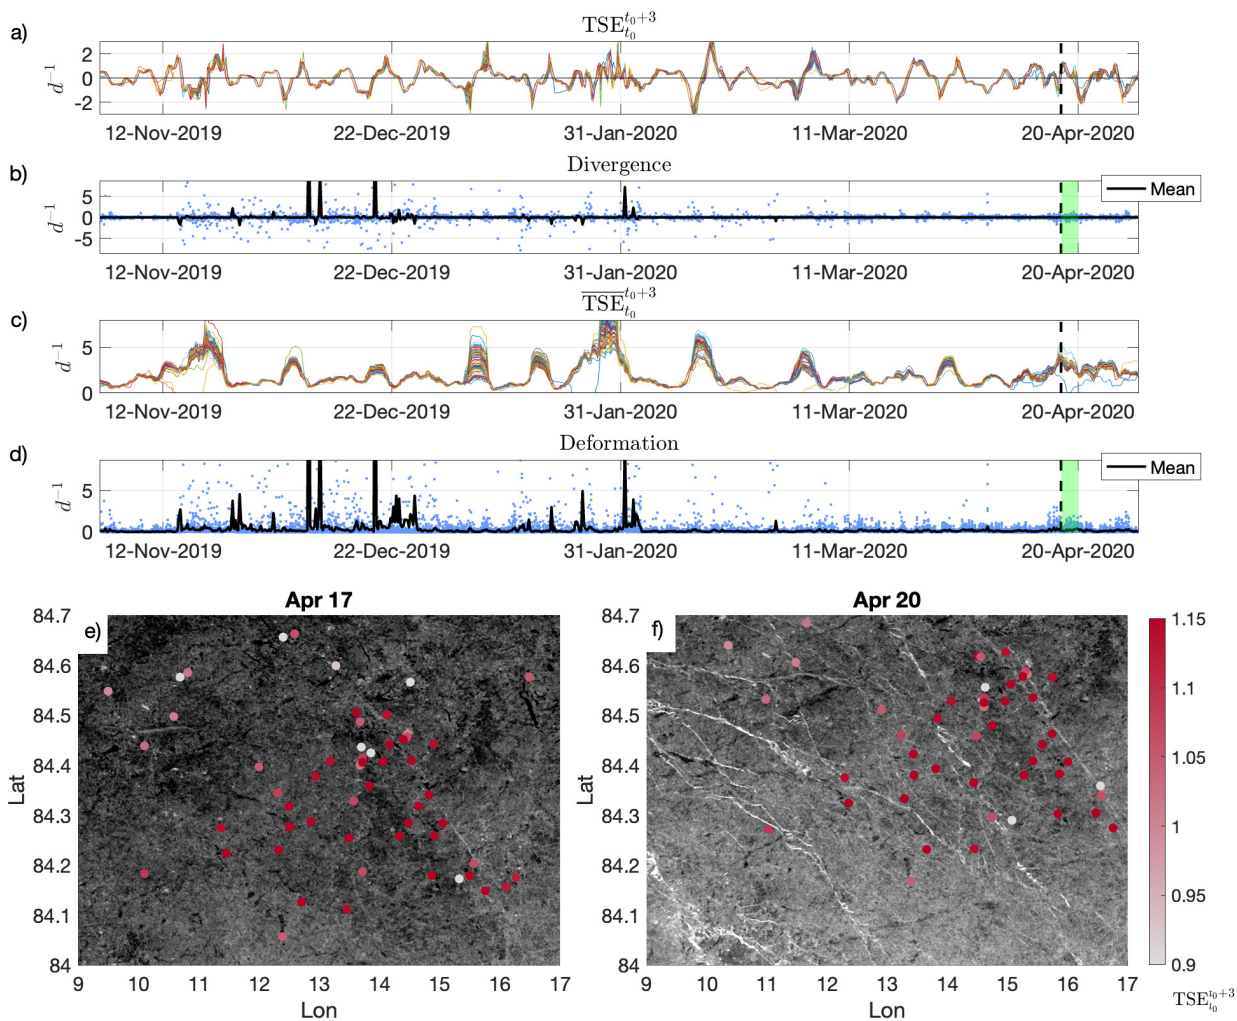 a)
TSE_{t_0}^{t_0+3}
2
0
-2
d^{-1}
12-Nov-2019 22-Dec-2019 31-Jan-2020 11-Mar-2020 20-Apr-2020
b)
Divergence
5
0
-5
d^{-1}
Mean
12-Nov-2019 22-Dec-2019 31-Jan-2020 11-Mar-2020 20-Apr-2020
c)
\overline{TSE}_{t_0}^{t_0+3}
5
0
d^{-1}
12-Nov-2019 22-Dec-2019 31-Jan-2020 11-Mar-2020 20-Apr-2020
d)
Deformation
5
0
d^{-1}
Mean
12-Nov-2019 22-Dec-2019 31-Jan-2020 11-Mar-2020 20-Apr-2020
Apr 17
e)
84.7
84.6
84.5
84.4
84.3
84.2
84.1
84
Lat
9 10 11 12 13 14 15 16 17
Lon
Apr 20
f)
84.7
84.6
84.5
84.4
84.3
84.2
84.1
84
Lat
9 10 11 12 13 14 15 16 17
Lon
1.15
1.1
1.05
1
0.95
0.9
TSE_{t_0}^{t_0+3}